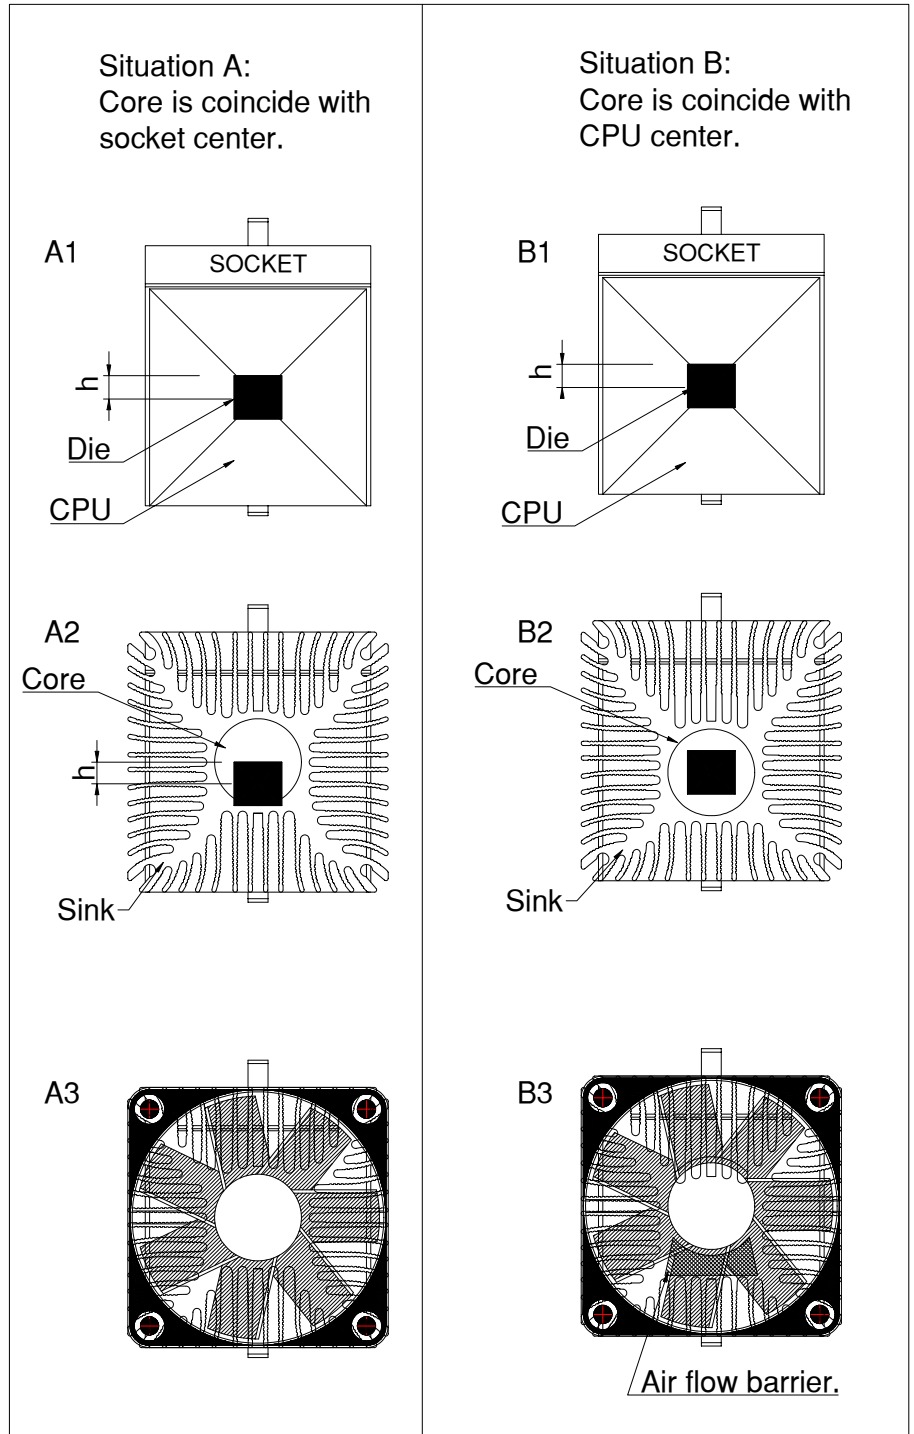 Situation A:
Core is coincide with
socket center.
A1
SOCKET
h
Die
CPU
A2
Core
h
Sink
A3
Situation B:
Core is coincide with
CPU center.
B1
SOCKET
h
Die
CPU
B2
Core
Sink
B3
Air flow barrier.